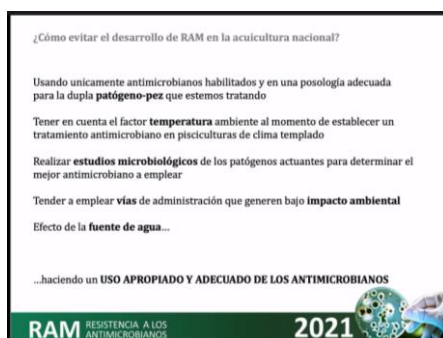 ¿Cómo evitar el desarrollo de RAM en la acuicultura nacional?
Usando unicamente antimicrobianos habilitados y en una posología adecuada
para la dupla patógeno-pez que estemos tratando
Tener en cuenta el factor temperatura ambiente al momento de establecer un
tratamiento antimicrobiano en pisciculturas de clima templado
Realizar estudios microbiológicos de los patógenos actuantes para determinar el
mejor antimicrobiano a emplear
Tender a emplear vías de administración que generen bajo impacto ambiental
Efecto de la fuente de agua...
...haciendo un USO APROPIADO Y ADECUADO DE LOS ANTIMICROBIANOS
RAM RESISTENCIA A LOS
ANTIMICROBIANOS
2021